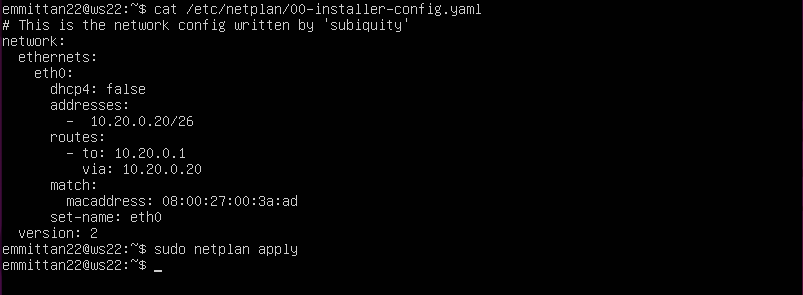 emmittan22@ws22:~$ cat /etc/netplan/00-installer-config.yaml
# This is the network config written by 'subiquity'
network:
  ethernets:
    eth0:
      dhcp4: false
      addresses:
        -  10.20.0.20/26
      routes:
        - to: 10.20.0.1
          via: 10.20.0.20
      match:
        macaddress: 08:00:27:00:3a:ad
      set-name: eth0
  version: 2
emmittan22@ws22:~$ sudo netplan apply
emmittan22@ws22:~$ _